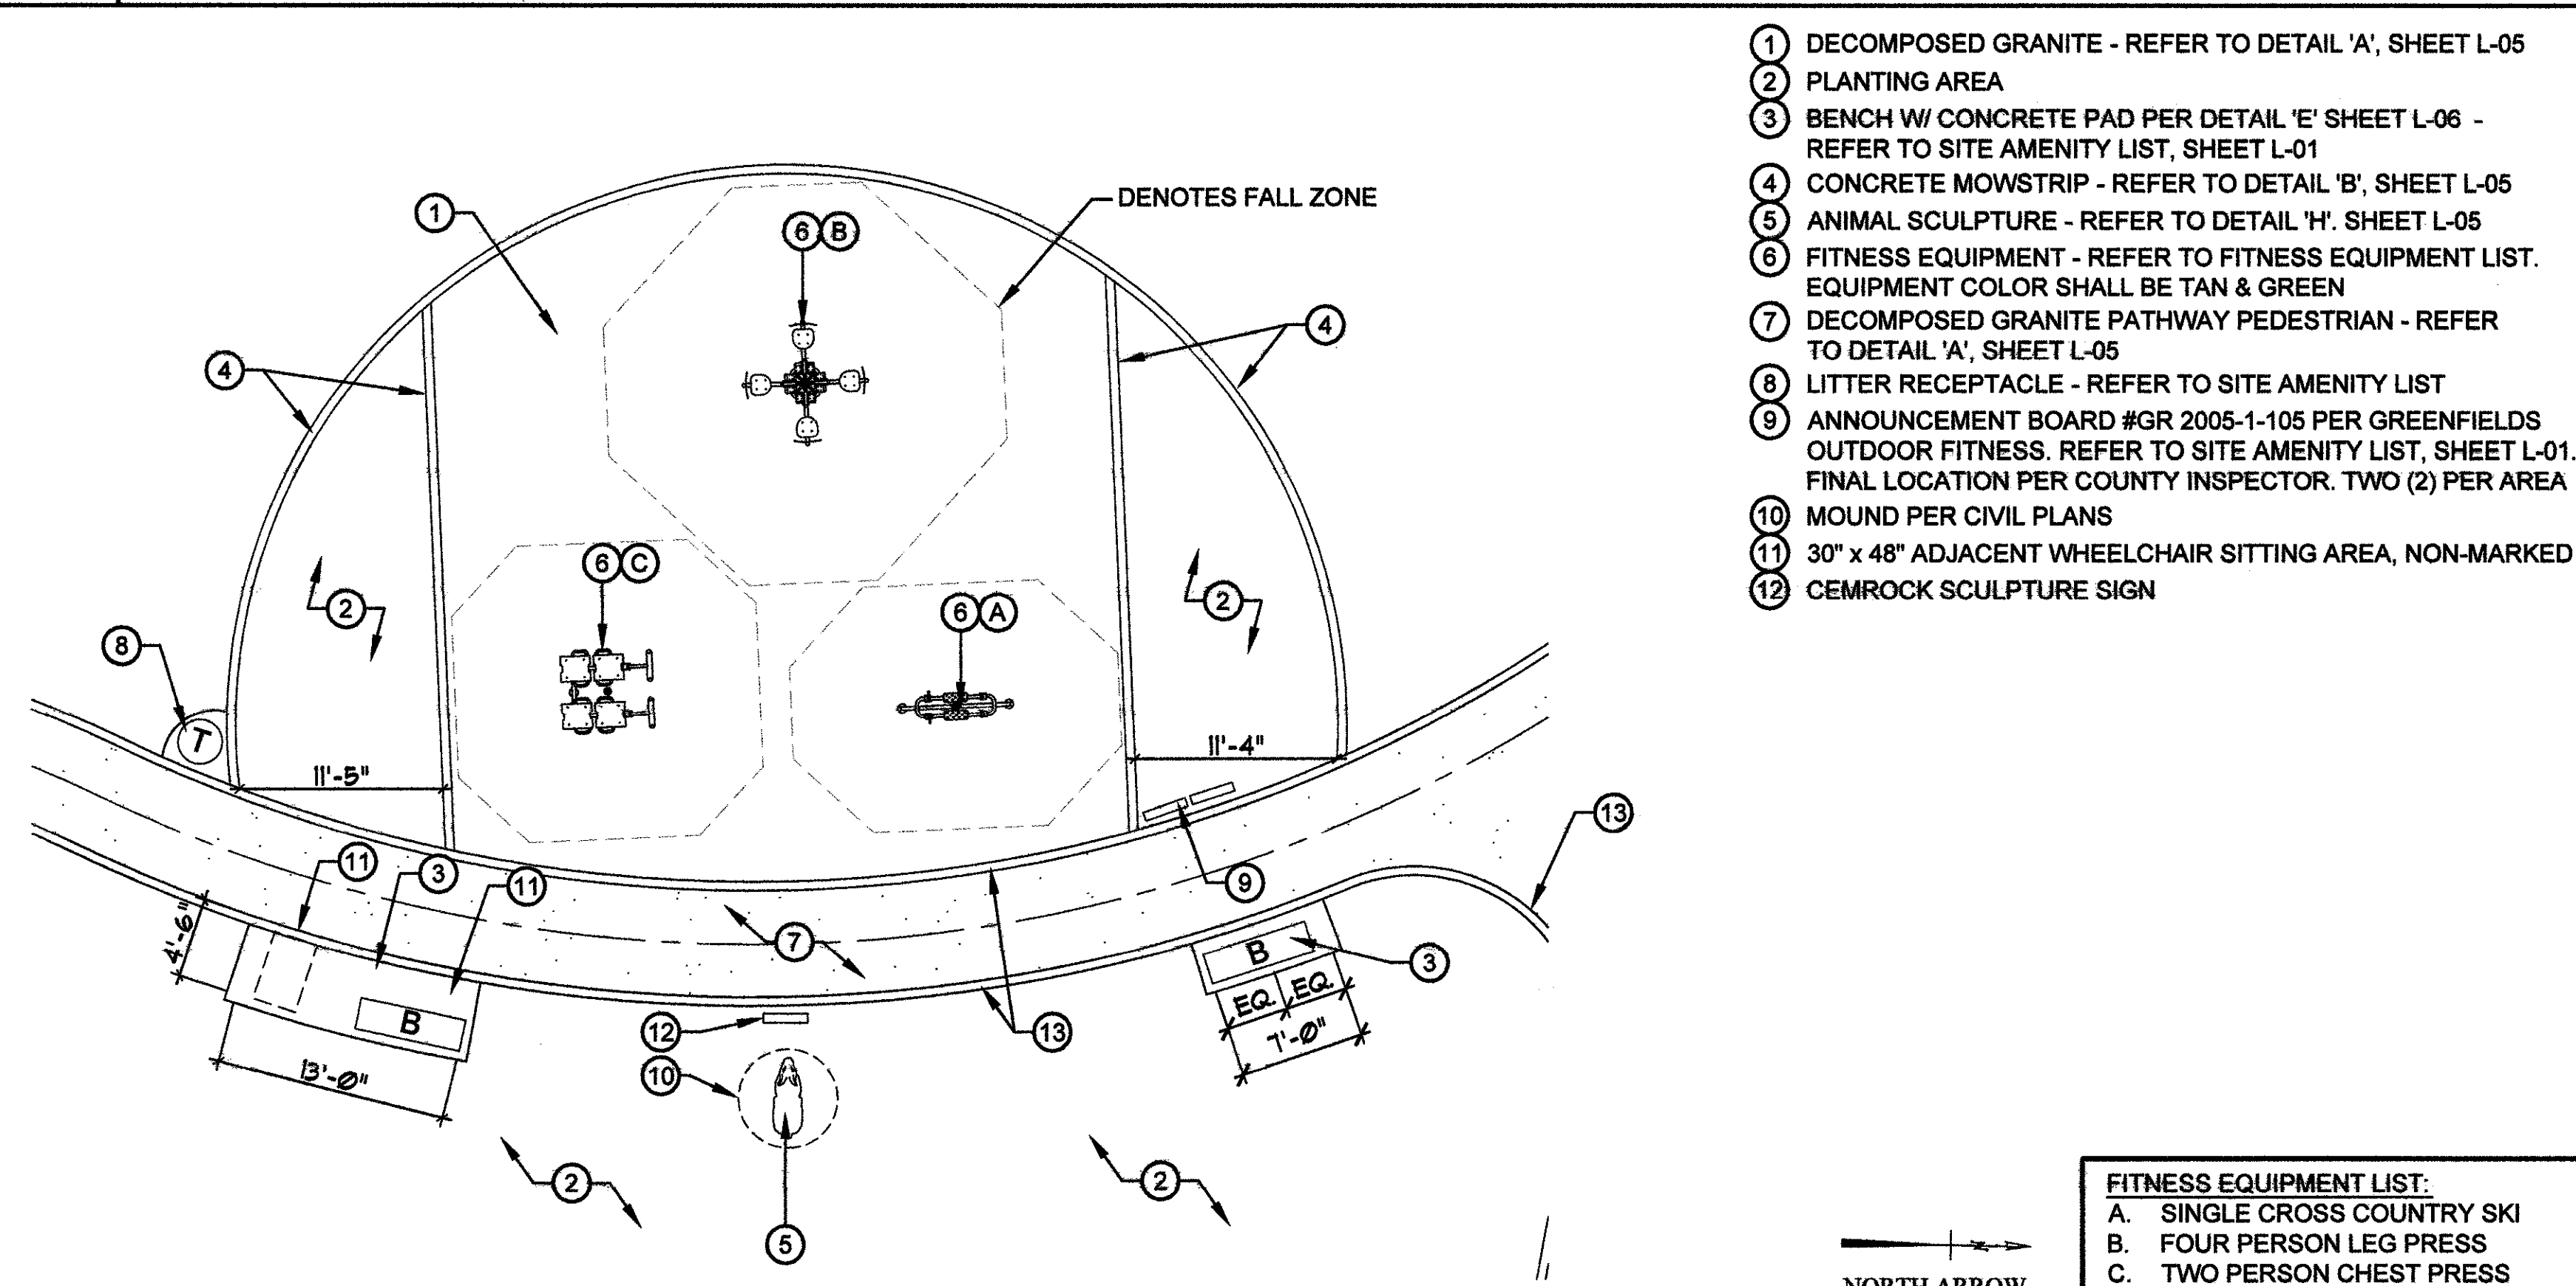 ① DECOMPOSED GRANITE - REFER TO DETAIL 'A', SHEET L-05
② PLANTING AREA
③ BENCH W/ CONCRETE PAD PER DETAIL 'E' SHEET L-06 -
REFER TO SITE AMENITY LIST, SHEET L-01
④ CONCRETE MOWSTRIP - REFER TO DETAIL 'B', SHEET L-05
⑤ ANIMAL SCULPTURE - REFER TO DETAIL 'H'. SHEET L-05
⑥ FITNESS EQUIPMENT - REFER TO FITNESS EQUIPMENT LIST.
EQUIPMENT COLOR SHALL BE TAN & GREEN
⑦ DECOMPOSED GRANITE PATHWAY PEDESTRIAN - REFER
TO DETAIL 'A', SHEET L-05
⑧ LITTER RECEPTACLE - REFER TO SITE AMENITY LIST
⑨ ANNOUNCEMENT BOARD #GR 2005-1-105 PER GREENFIELDS
OUTDOOR FITNESS. REFER TO SITE AMENITY LIST, SHEET L-01.
FINAL LOCATION PER COUNTY INSPECTOR. TWO (2) PER AREA
⑩ MOUND PER CIVIL PLANS
⑪ 30" x 48" ADJACENT WHEELCHAIR SITTING AREA, NON-MARKED
⑫ CEMROCK SCULPTURE SIGN
DENOTES FALL ZONE
1
6 B
4
4
6 C
6 A
2
2
8
T
11'-5"
11'-4"
13
11
3
11
9
4'-6"
7
B
3
B
EQ. EQ.
7'-0"
12
13
10
13'-0"
2
2
5
NORTH ARROW
FITNESS EQUIPMENT LIST:
A. SINGLE CROSS COUNTRY SKI
B. FOUR PERSON LEG PRESS
C. TWO PERSON CHEST PRESS